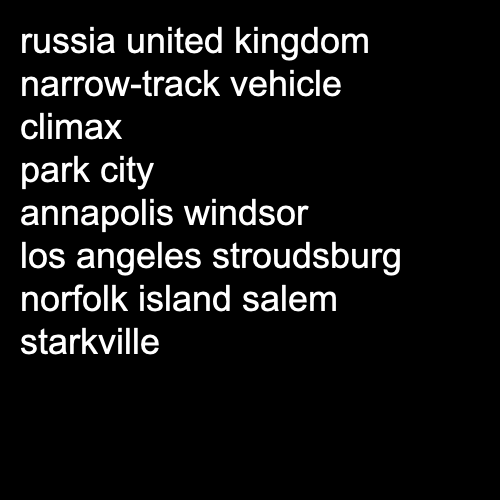 russia united kingdom
narrow-track vehicle
climax
park city
annapolis windsor
los angeles stroudsburg
norfolk island salem
starkville